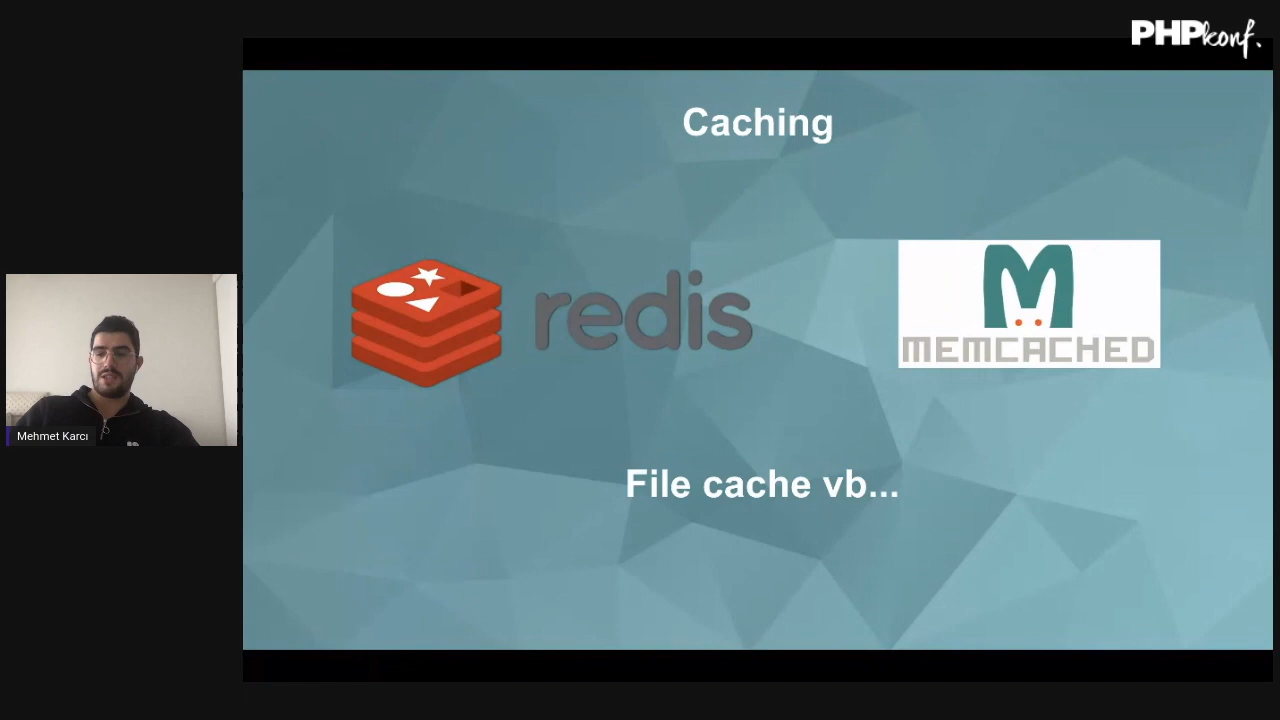 PHPkonf.
Caching
redis
MEMCACHED
File cache vb...
Mehmet Karcı